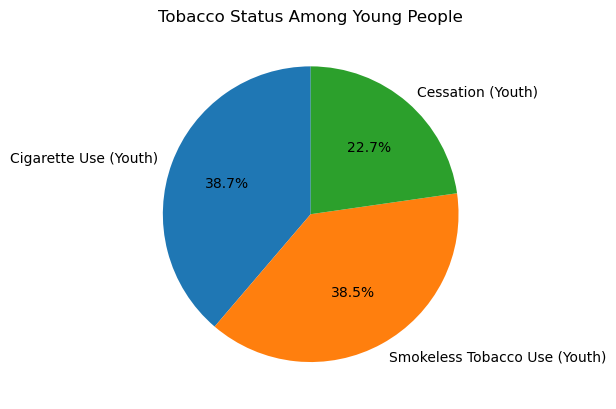 Tobacco Status Among Young People
Cessation (Youth)
22.7%
Cigarette Use (Youth)
38.7%
38.5%
Smokeless Tobacco Use (Youth)